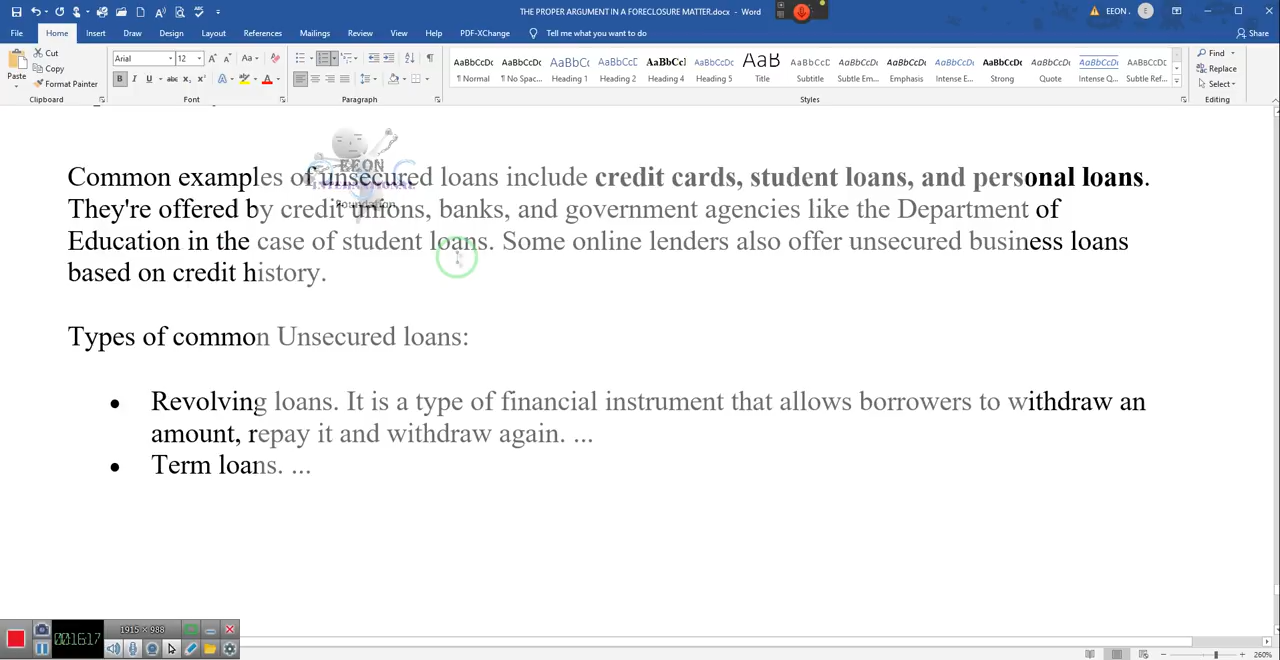 THE PROPER ARGUMENT IN A FORECLOSURE MATTER.docx - Word
EEON .
E
File Home Insert Draw Design Layout References Mailings Review View Help PDF-XChange Tell me what you want to do Share
Paste
Cut
Copy
Format Painter
Arial 12
AaBbCcDc AaBbCcDc AaBbC AaBbCcD AaBbCcI AaBbCcD AaB AaBbCcD AaBbCcDc AaBbCcDc AaBbCcDc AaBbCcDc AaBbCcDc AaBbCcDc AaBbCcDc
¶ Normal ¶ No Spac... Heading 1 Heading 2 Heading 4 Heading 5 Title Subtitle Subtle Em... Emphasis Intense E... Strong Quote Intense Q... Subtle Ref...
Find
Replace
Select
Clipboard Font Paragraph Styles Editing
EEON
INTERNATIONAL
Foundation
Common examples of unsecured loans include credit cards, student loans, and personal loans.
They're offered by credit unions, banks, and government agencies like the Department of
Education in the case of student loans. Some online lenders also offer unsecured business loans
based on credit history.
Types of common Unsecured loans:
• Revolving loans. It is a type of financial instrument that allows borrowers to withdraw an
amount, repay it and withdraw again. ...
• Term loans. ...
1915 x 988
260%